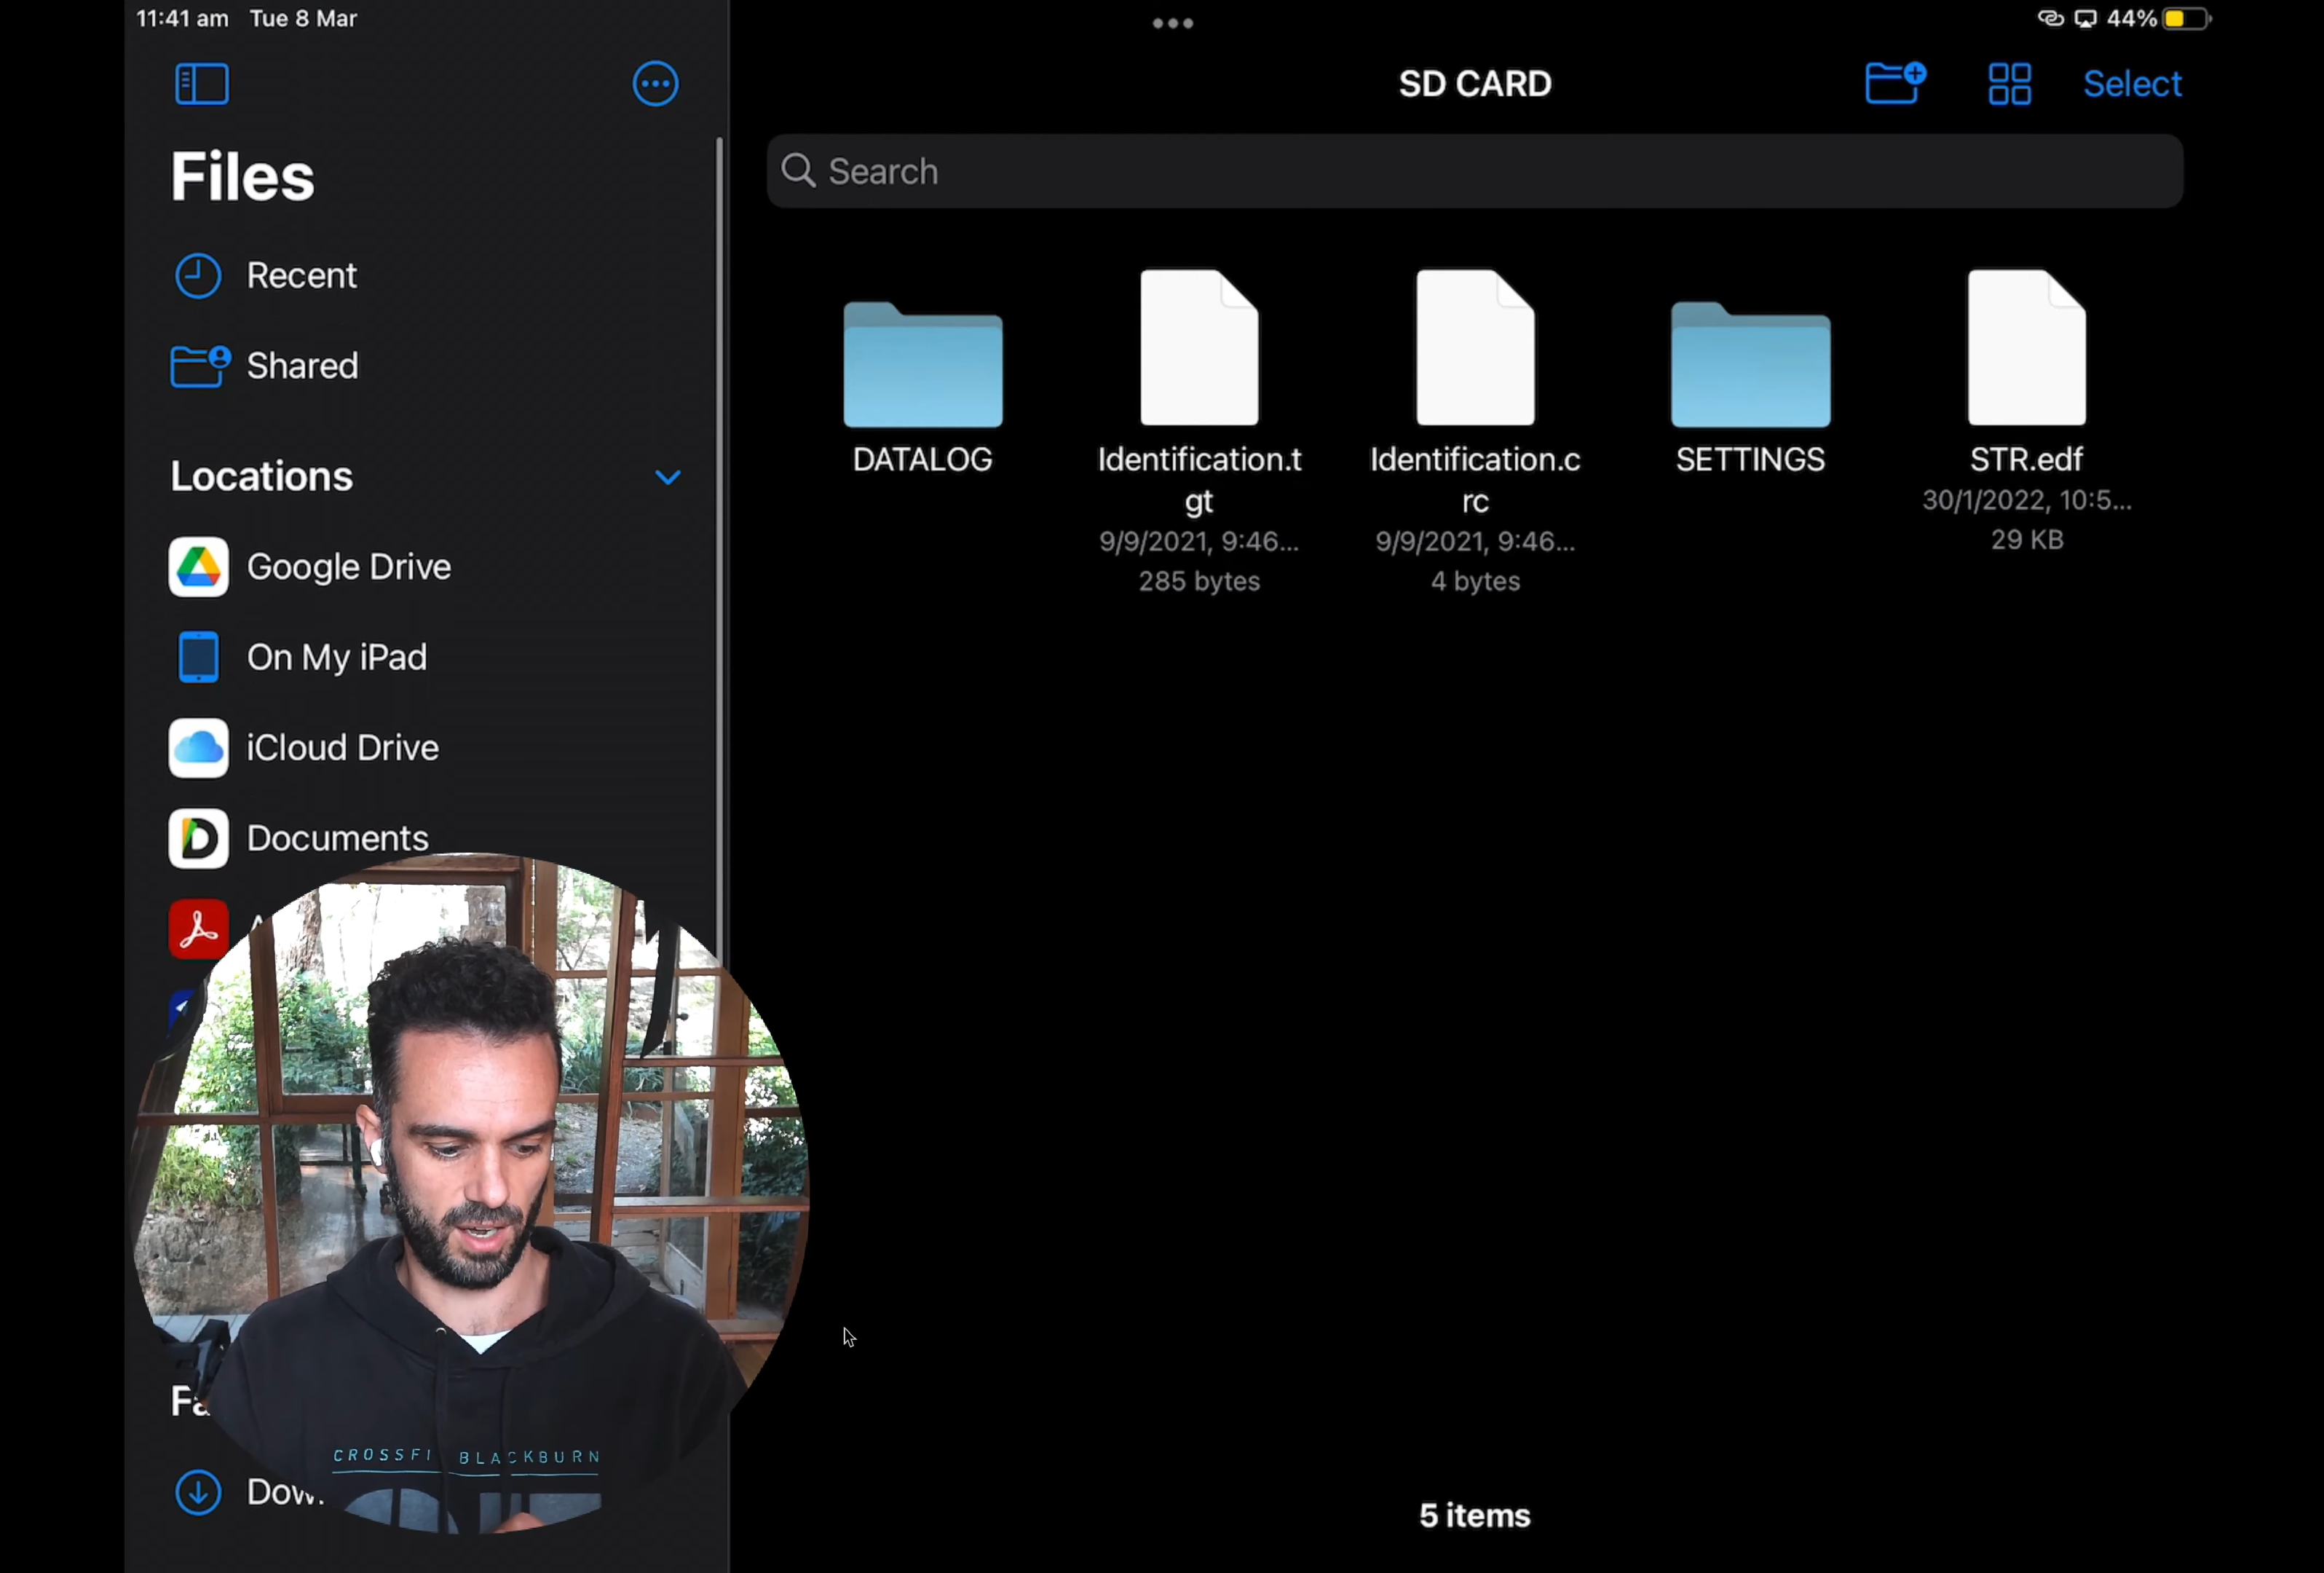 11:41 am Tue 8 Mar
44%
Files
Recent
Shared
Locations
Google Drive
On My iPad
iCloud Drive
Documents
SD CARD
Select
Search
DATALOG
Identification.t
gt
9/9/2021, 9:46...
285 bytes
Identification.c
rc
9/9/2021, 9:46...
4 bytes
SETTINGS
STR.edf
30/1/2022, 10:5...
29 KB
5 items
CROSSFI BLACKBURN